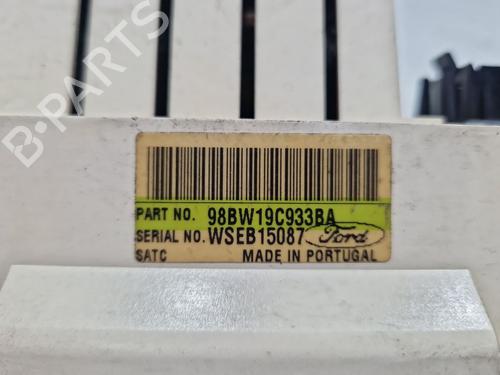 B-PARTS
PART NO. 98BW19C933BA
SERIAL NO. WSEB15087 Ford
SATC MADE IN PORTUGAL